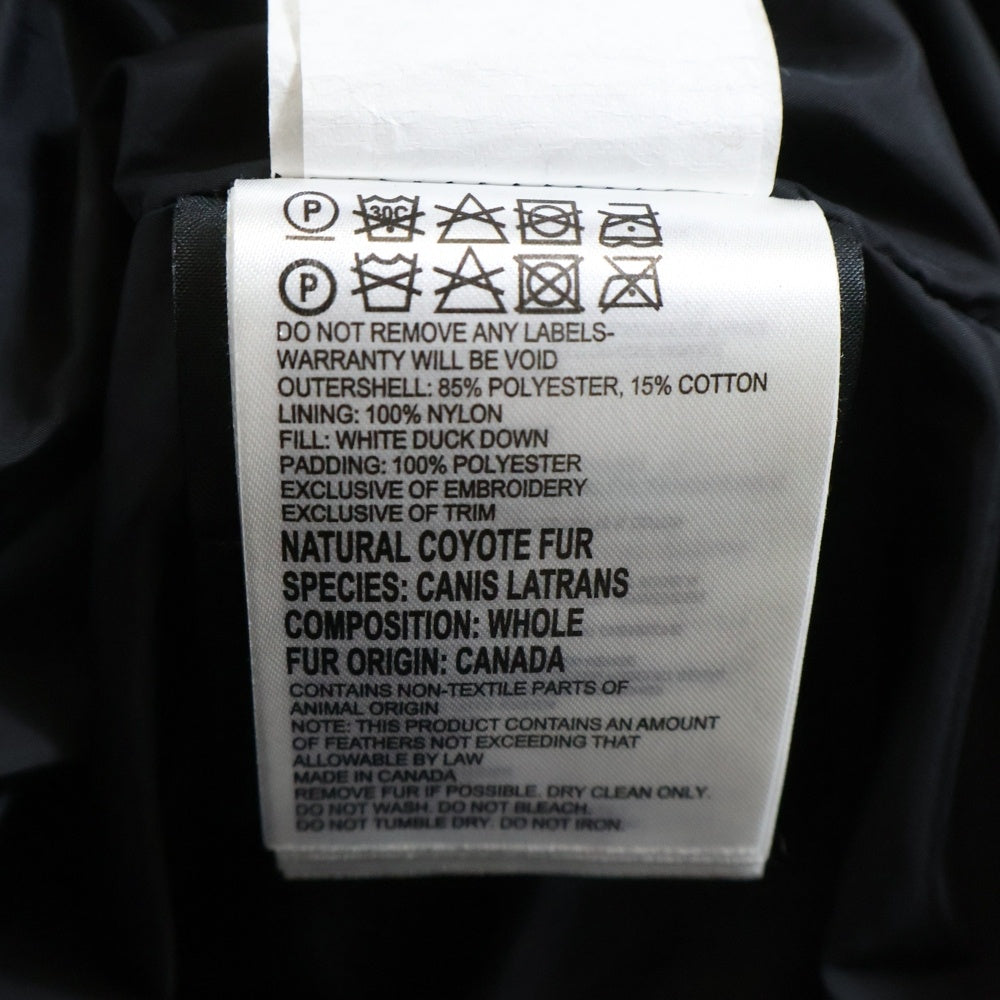 P 30C
P
DO NOT REMOVE ANY LABELS-
WARRANTY WILL BE VOID
OUTERSHELL: 85% POLYESTER, 15% COTTON
LINING: 100% NYLON
FILL: WHITE DUCK DOWN
PADDING: 100% POLYESTER
EXCLUSIVE OF EMBROIDERY
EXCLUSIVE OF TRIM
NATURAL COYOTE FUR
SPECIES: CANIS LATRANS
COMPOSITION: WHOLE
FUR ORIGIN: CANADA
CONTAINS NON-TEXTILE PARTS OF
ANIMAL ORIGIN
NOTE: THIS PRODUCT CONTAINS AN AMOUNT
OF FEATHERS NOT EXCEEDING THAT
ALLOWABLE BY LAW
MADE IN CANADA
REMOVE FUR IF POSSIBLE. DRY CLEAN ONLY.
DO NOT WASH. DO NOT BLEACH.
DO NOT TUMBLE DRY. DO NOT IRON.